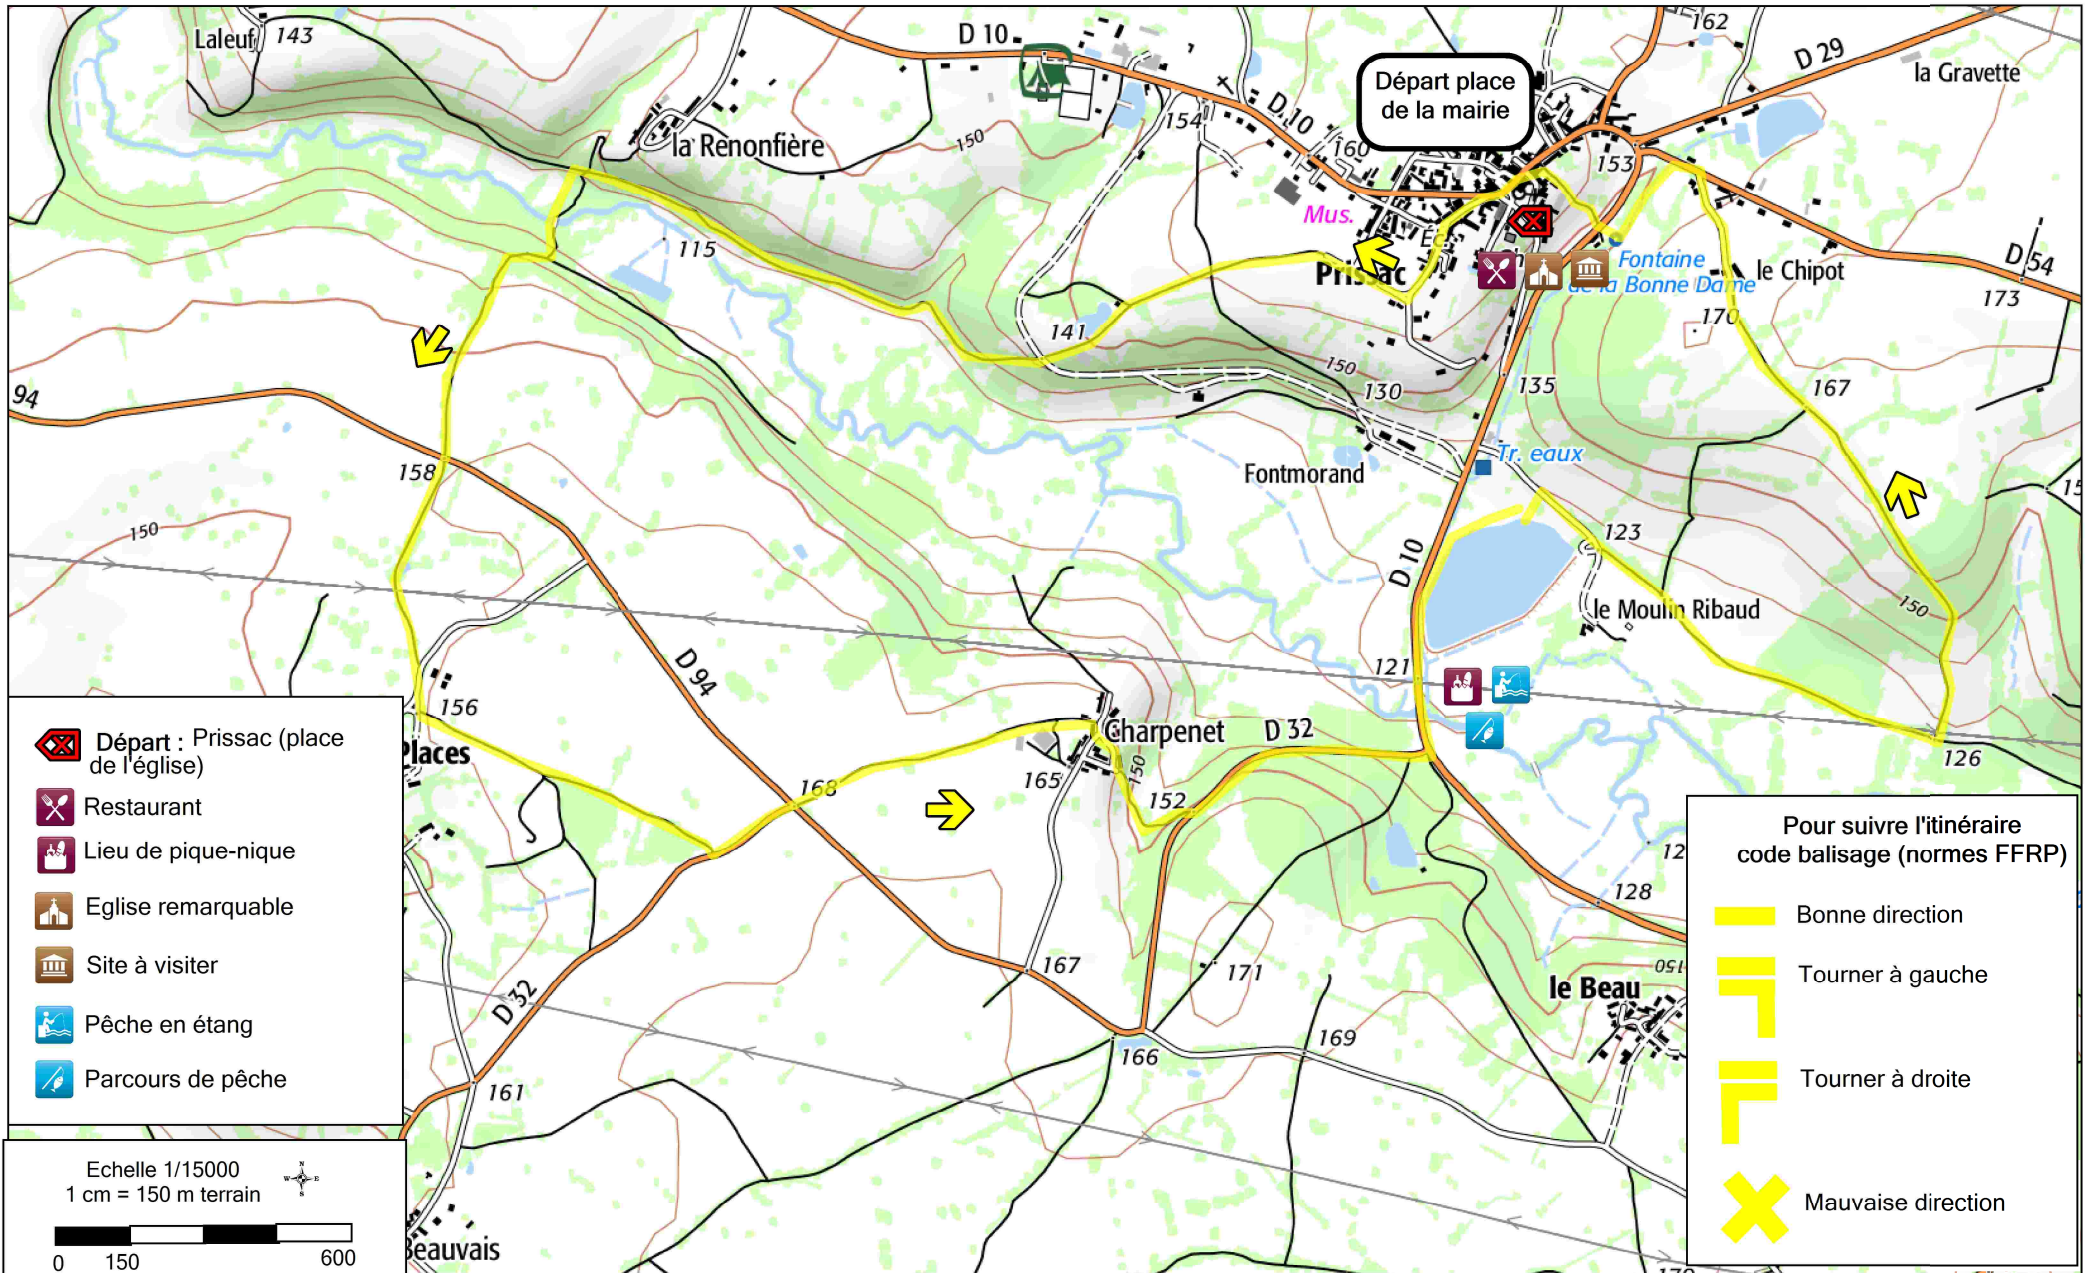 Laleuf
143
D 10
162
D 29
la Gravette
Départ place
de la mairie
la Renonfière
150
154
D 10
160
153
Mus.
Prissac
Fontaine
de la Bonne Dame
le Chipot
D 54
173
115
141
170
150
130
135
167
94
158
Fontmorand
Tr. eaux
150
123
D 10
le Moulin Ribaud
150
D 94
121
156
Places
Charpenet
D 32
126
165
150
152
168
Départ : Prissac (place
de l'église)
Restaurant
Lieu de pique-nique
Eglise remarquable
Site à visiter
Pêche en étang
Parcours de pêche
128
167
171
D 32
150
le Beau
166
169
161
Beauvais
Echelle 1/15000
1 cm = 150 m terrain
N
W E
S
0 150 600
Pour suivre l'itinéraire
code balisage (normes FFRP)
Bonne direction
Tourner à gauche
Tourner à droite
Mauvaise direction